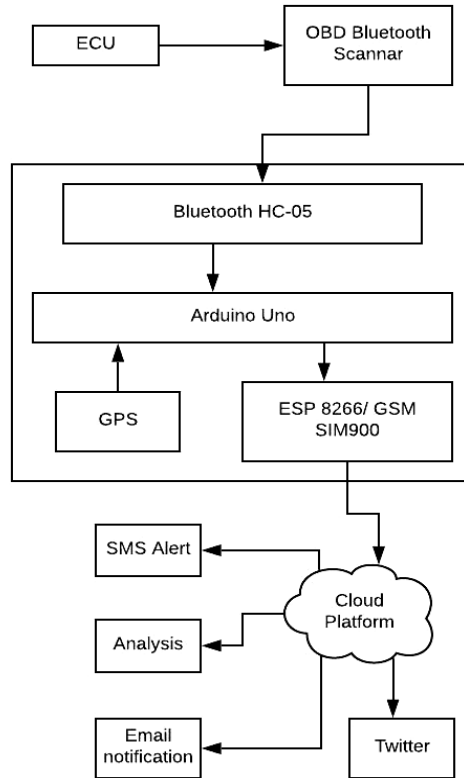 ECU
OBD Bluetooth
Scannar
Bluetooth HC-05
Arduino Uno
GPS
ESP 8266/ GSM
SIM900
SMS Alert
Cloud
Platform
Analysis
Email
notification
Twitter